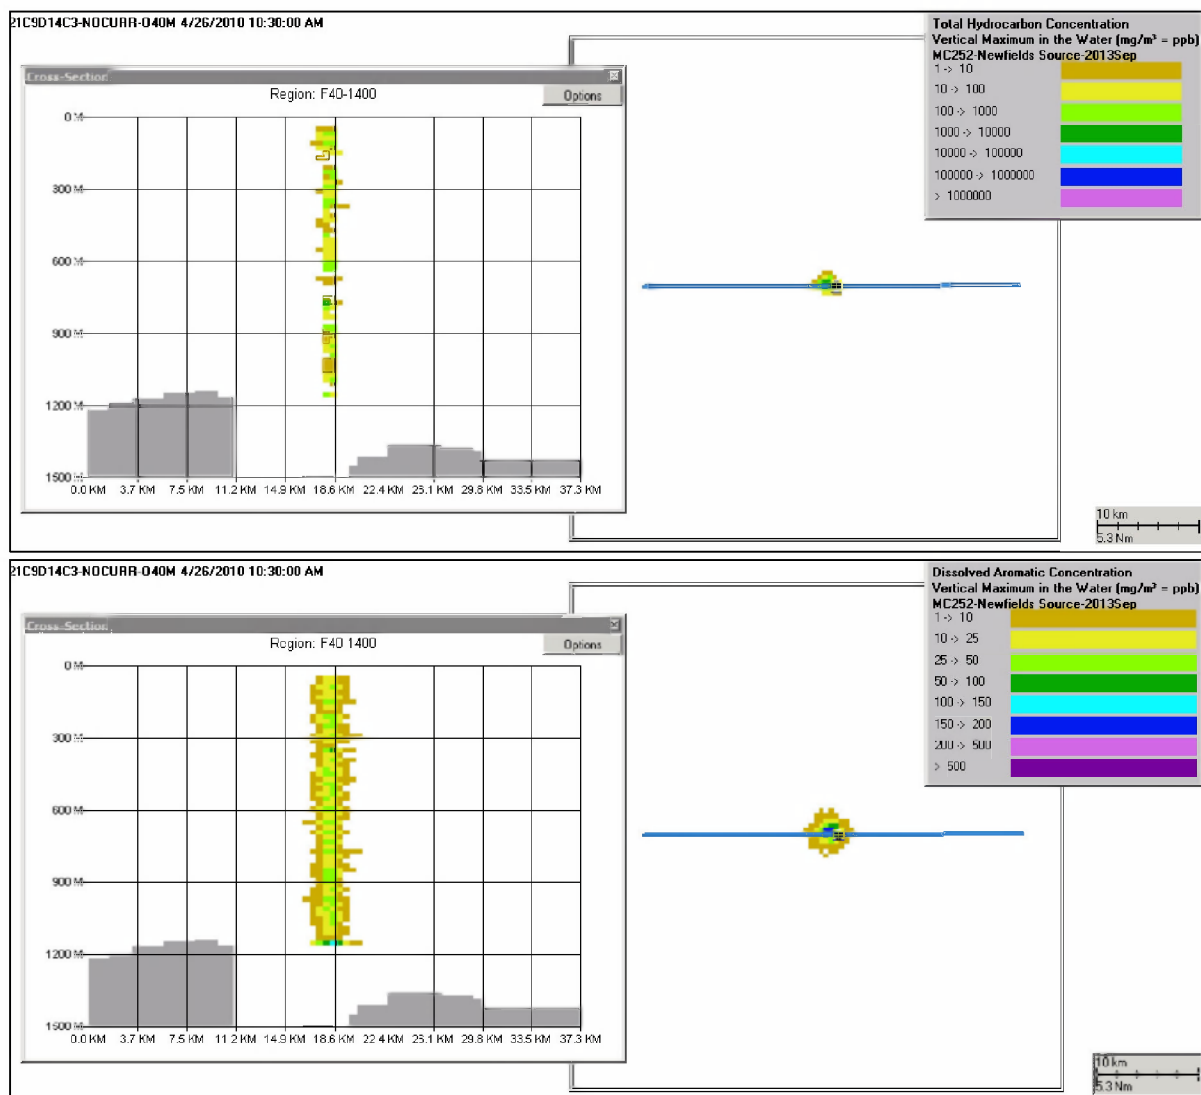 21C9D14C3-NOCURR-O40M 4/26/2010 10:30:00 AM
Total Hydrocarbon Concentration
Vertical Maximum in the Water (mg/m³ = ppb)
MC252-Newfields Source-2013Sep
1 -> 10
10 -> 100
100 -> 1000
1000 -> 10000
10000 -> 100000
100000 -> 1000000
> 1000000
Cross-Section
Region: F40-1400
Options
0 M
300 M
600 M
900 M
1200 M
1500 M
0.0 KM 3.7 KM 7.5 KM 11.2 KM 14.9 KM 18.6 KM 22.4 KM 26.1 KM 29.8 KM 33.5 KM 37.3 KM
10 km
5.3 Nm
21C9D14C3-NOCURR-O40M 4/26/2010 10:30:00 AM
Dissolved Aromatic Concentration
Vertical Maximum in the Water (mg/m³ = ppb)
MC252-Newfields Source-2013Sep
1 -> 10
10 -> 25
25 -> 50
50 -> 100
100 -> 150
150 -> 200
200 -> 500
> 500
Cross-Section
Region: F40 1400
Options
0 M
300 M
600 M
900 M
1200 M
1500 M
0.0 KM 3.7 KM 7.5 KM 11.2 KM 14.9 KM 18.6 KM 22.4 KM 26.1 KM 29.8 KM 33.5 KM 37.3 KM
10 km
5.3 Nm